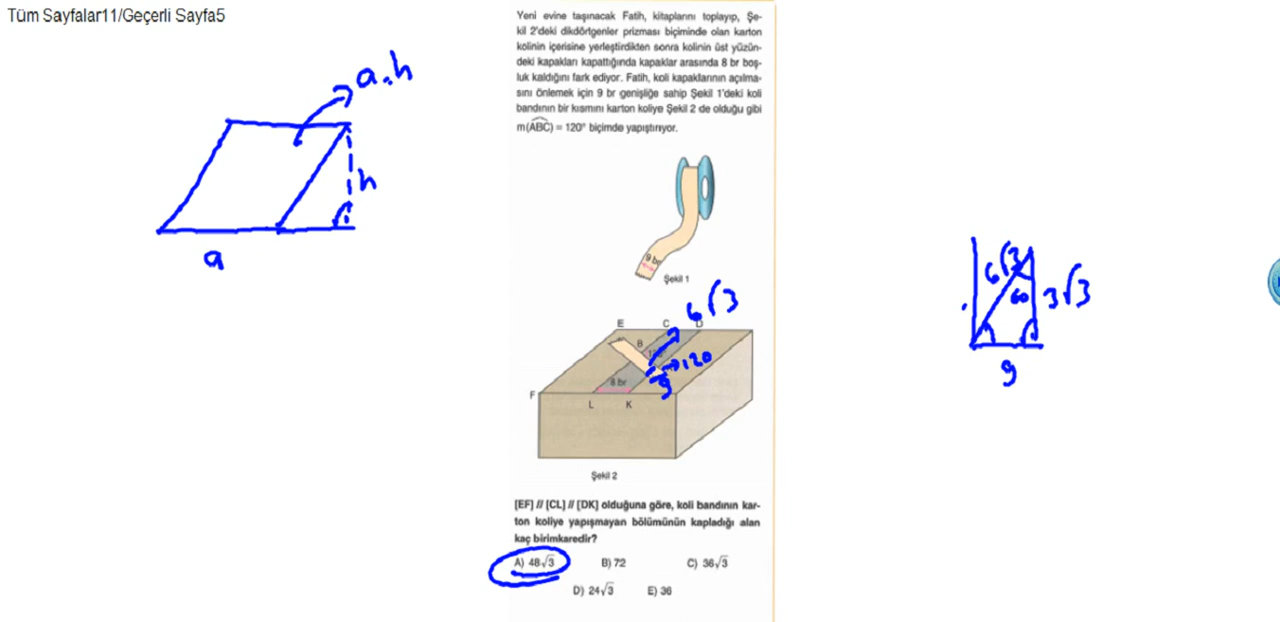 Tüm Sayfalar11/Geçerli Sayfa5
Yeni evine taşınacak Fatih, kitaplarını toplayıp, Şe-
kil 2'deki dikdörtgenler prizması biçiminde olan karton
kolinin içerisine yerleştirdikten sonra kolinin üst yüzün-
deki kapakları kapattığında kapaklar arasında 8 br boş-
luk kaldığını fark ediyor. Fatih, koli kapaklarının açılma-
sını önlemek için 9 br genişliğe sahip Şekil 1'deki koli
bandının bir kısmını karton koliye Şekil 2 de olduğu gibi
m(ABC) = 120° biçimde yapıştırıyor.
a.h
h
a
9 br
Şekil 1
6√3
E C D
B
120
9
8 br
F
L K
Şekil 2
6√3
60
3√3
9
[EF] // [CL] // [DK] olduğuna göre, koli bandının kar-
ton koliye yapışmayan bölümünün kapladığı alan
kaç birimkaredir?
A) 48√3 B) 72 C) 36√3
D) 24√3 E) 36